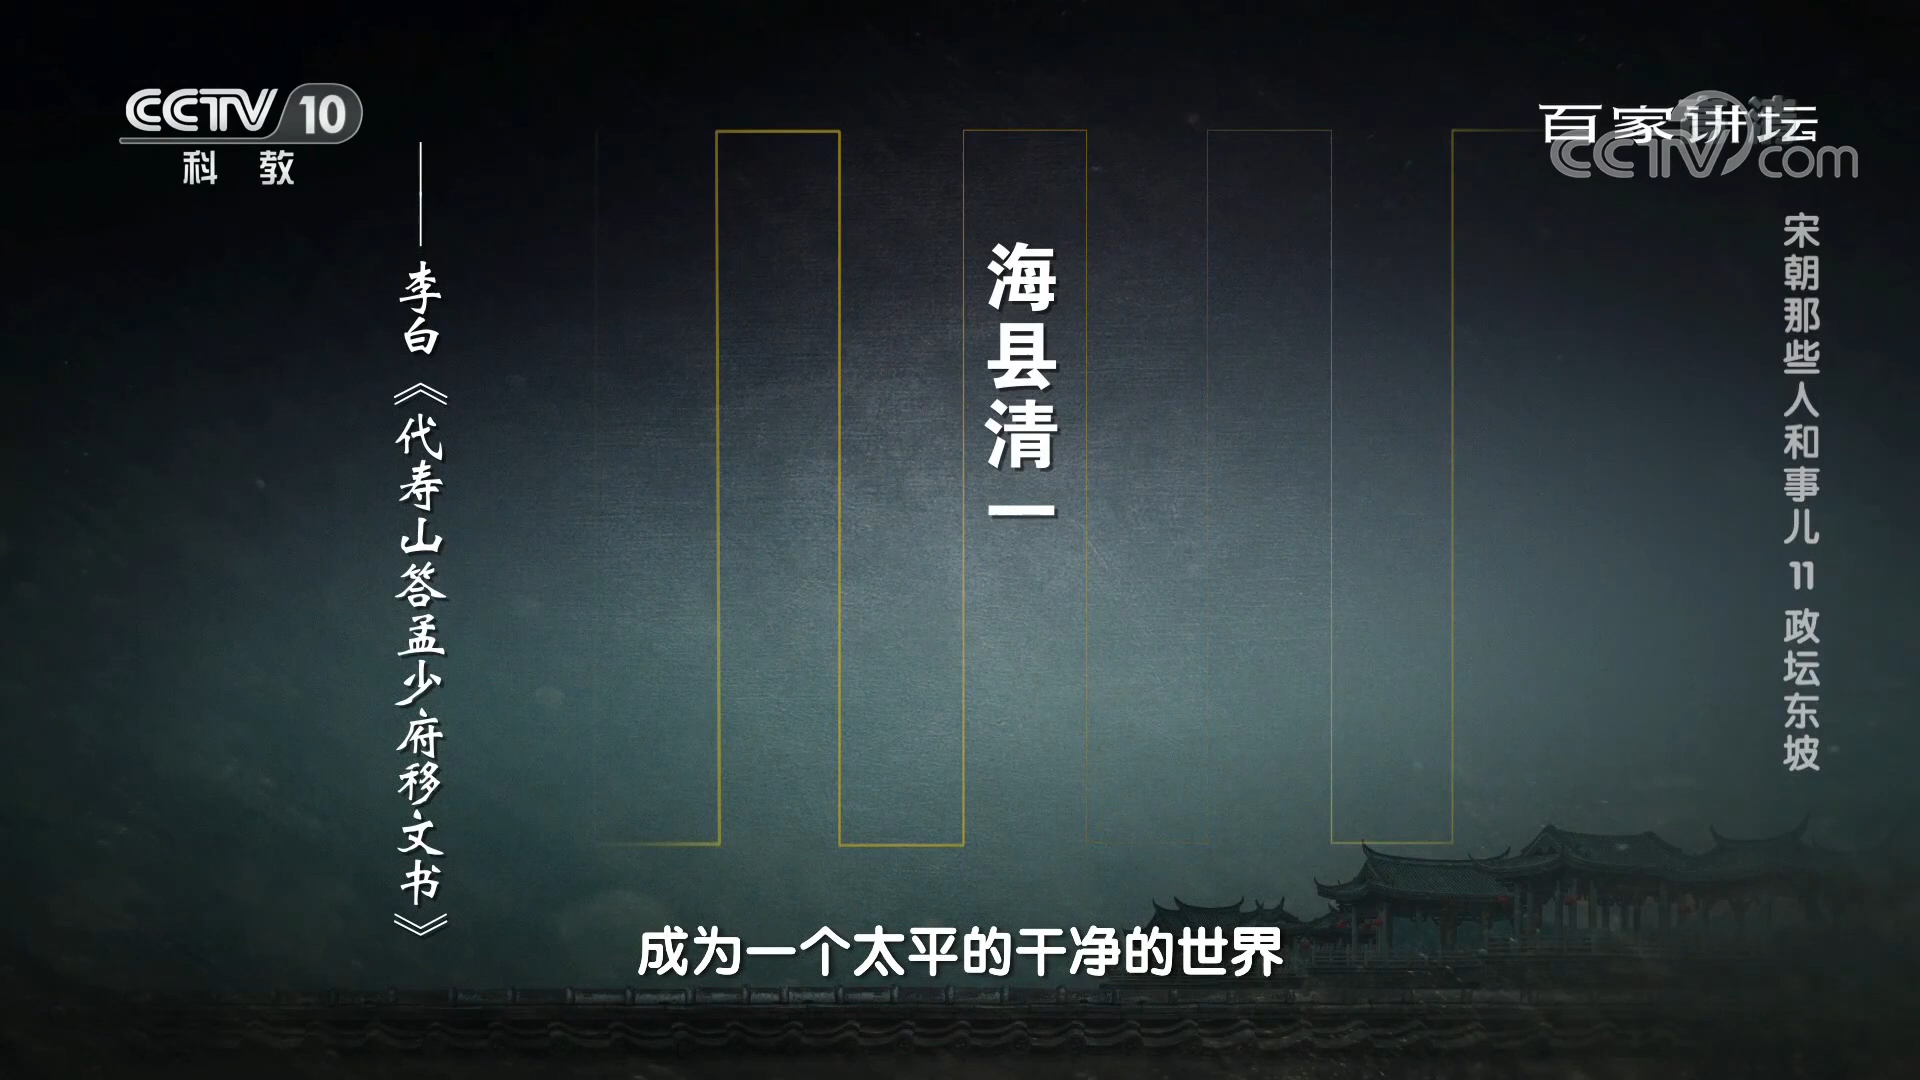 CCTV 10
科教
百家讲坛
CCTV.com
宋朝那些人和事儿 11 政坛东坡
海县清一
——李白《代寿山答孟少府移文书》
成为一个太平的干净的世界